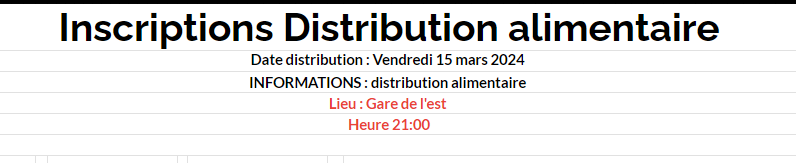 Inscriptions Distribution alimentaire
Date distribution : Vendredi 15 mars 2024
INFORMATIONS : distribution alimentaire
Lieu : Gare de l'est
Heure 21:00